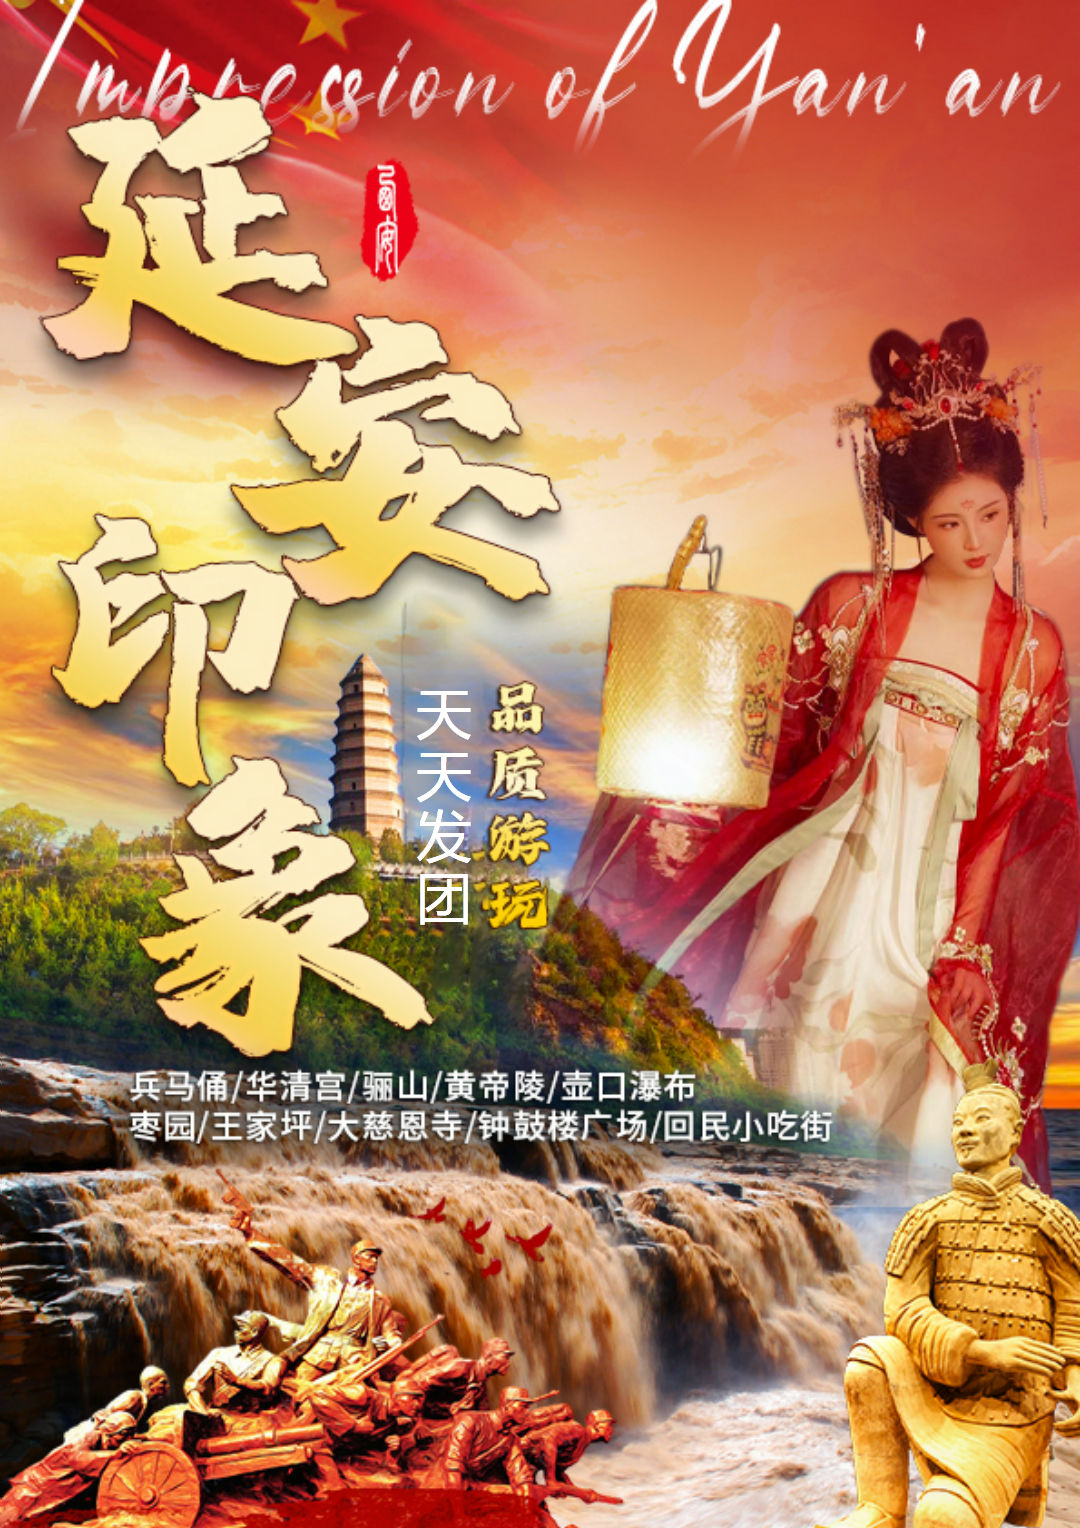 Impression of Yan'an
延安印象
天天发团
品质游玩
兵马俑/华清宫/骊山/黄帝陵/壶口瀑布
枣园/王家坪/大慈恩寺/钟鼓楼广场/回民小吃街